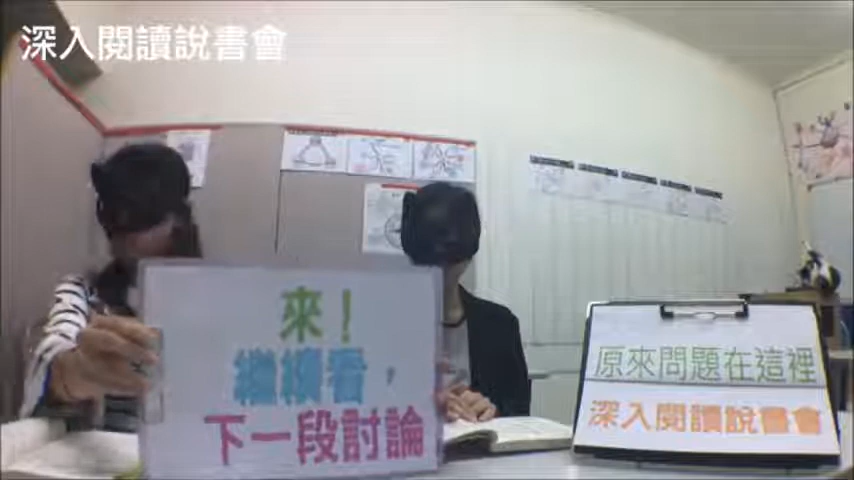 深入閱讀說書會
來！
繼續看，
下一段討論
原來問題在這裡
深入閱讀說書會